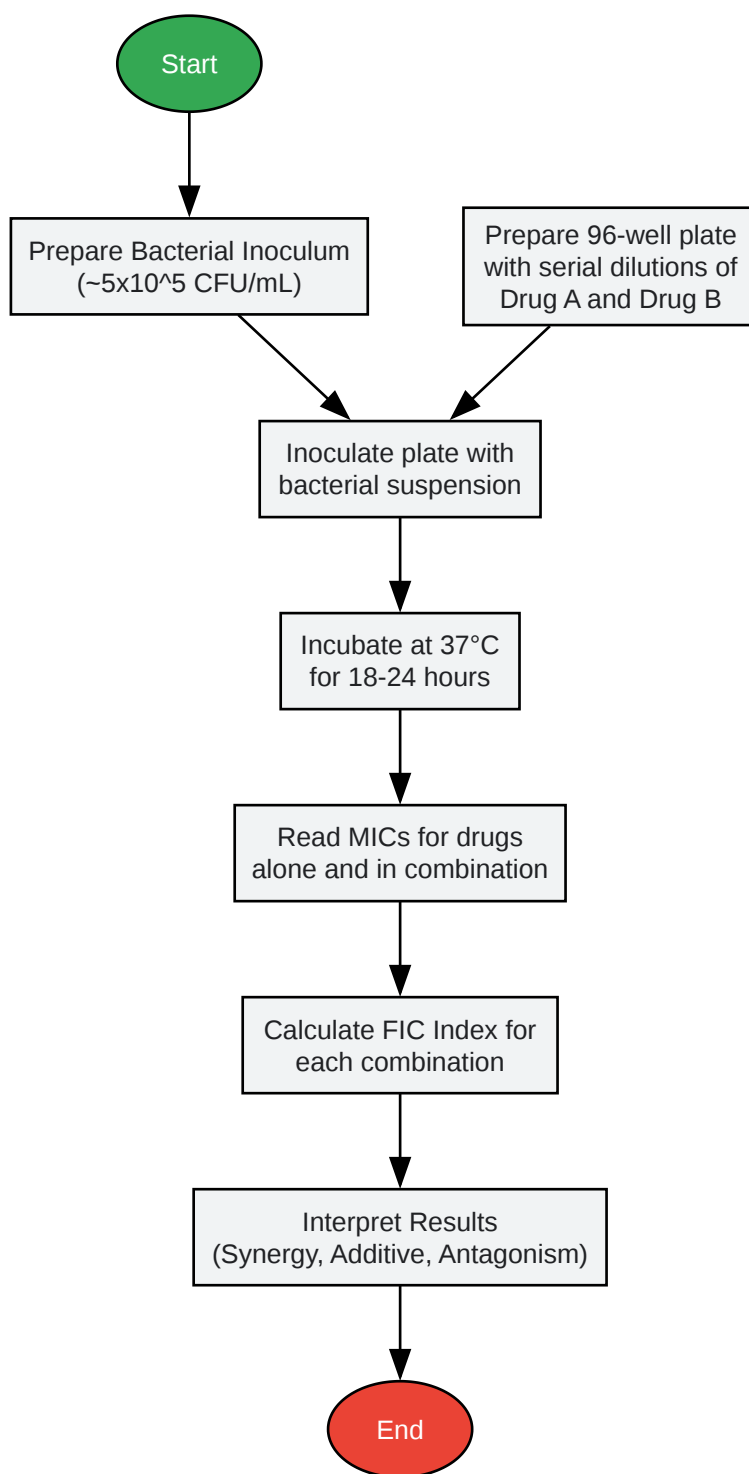 Start
Prepare Bacterial Inoculum
(~5x10^5 CFU/mL)
Prepare 96-well plate
with serial dilutions of
Drug A and Drug B
Inoculate plate with
bacterial suspension
Incubate at 37°C
for 18-24 hours
Read MICs for drugs
alone and in combination
Calculate FIC Index for
each combination
Interpret Results
(Synergy, Additive, Antagonism)
End